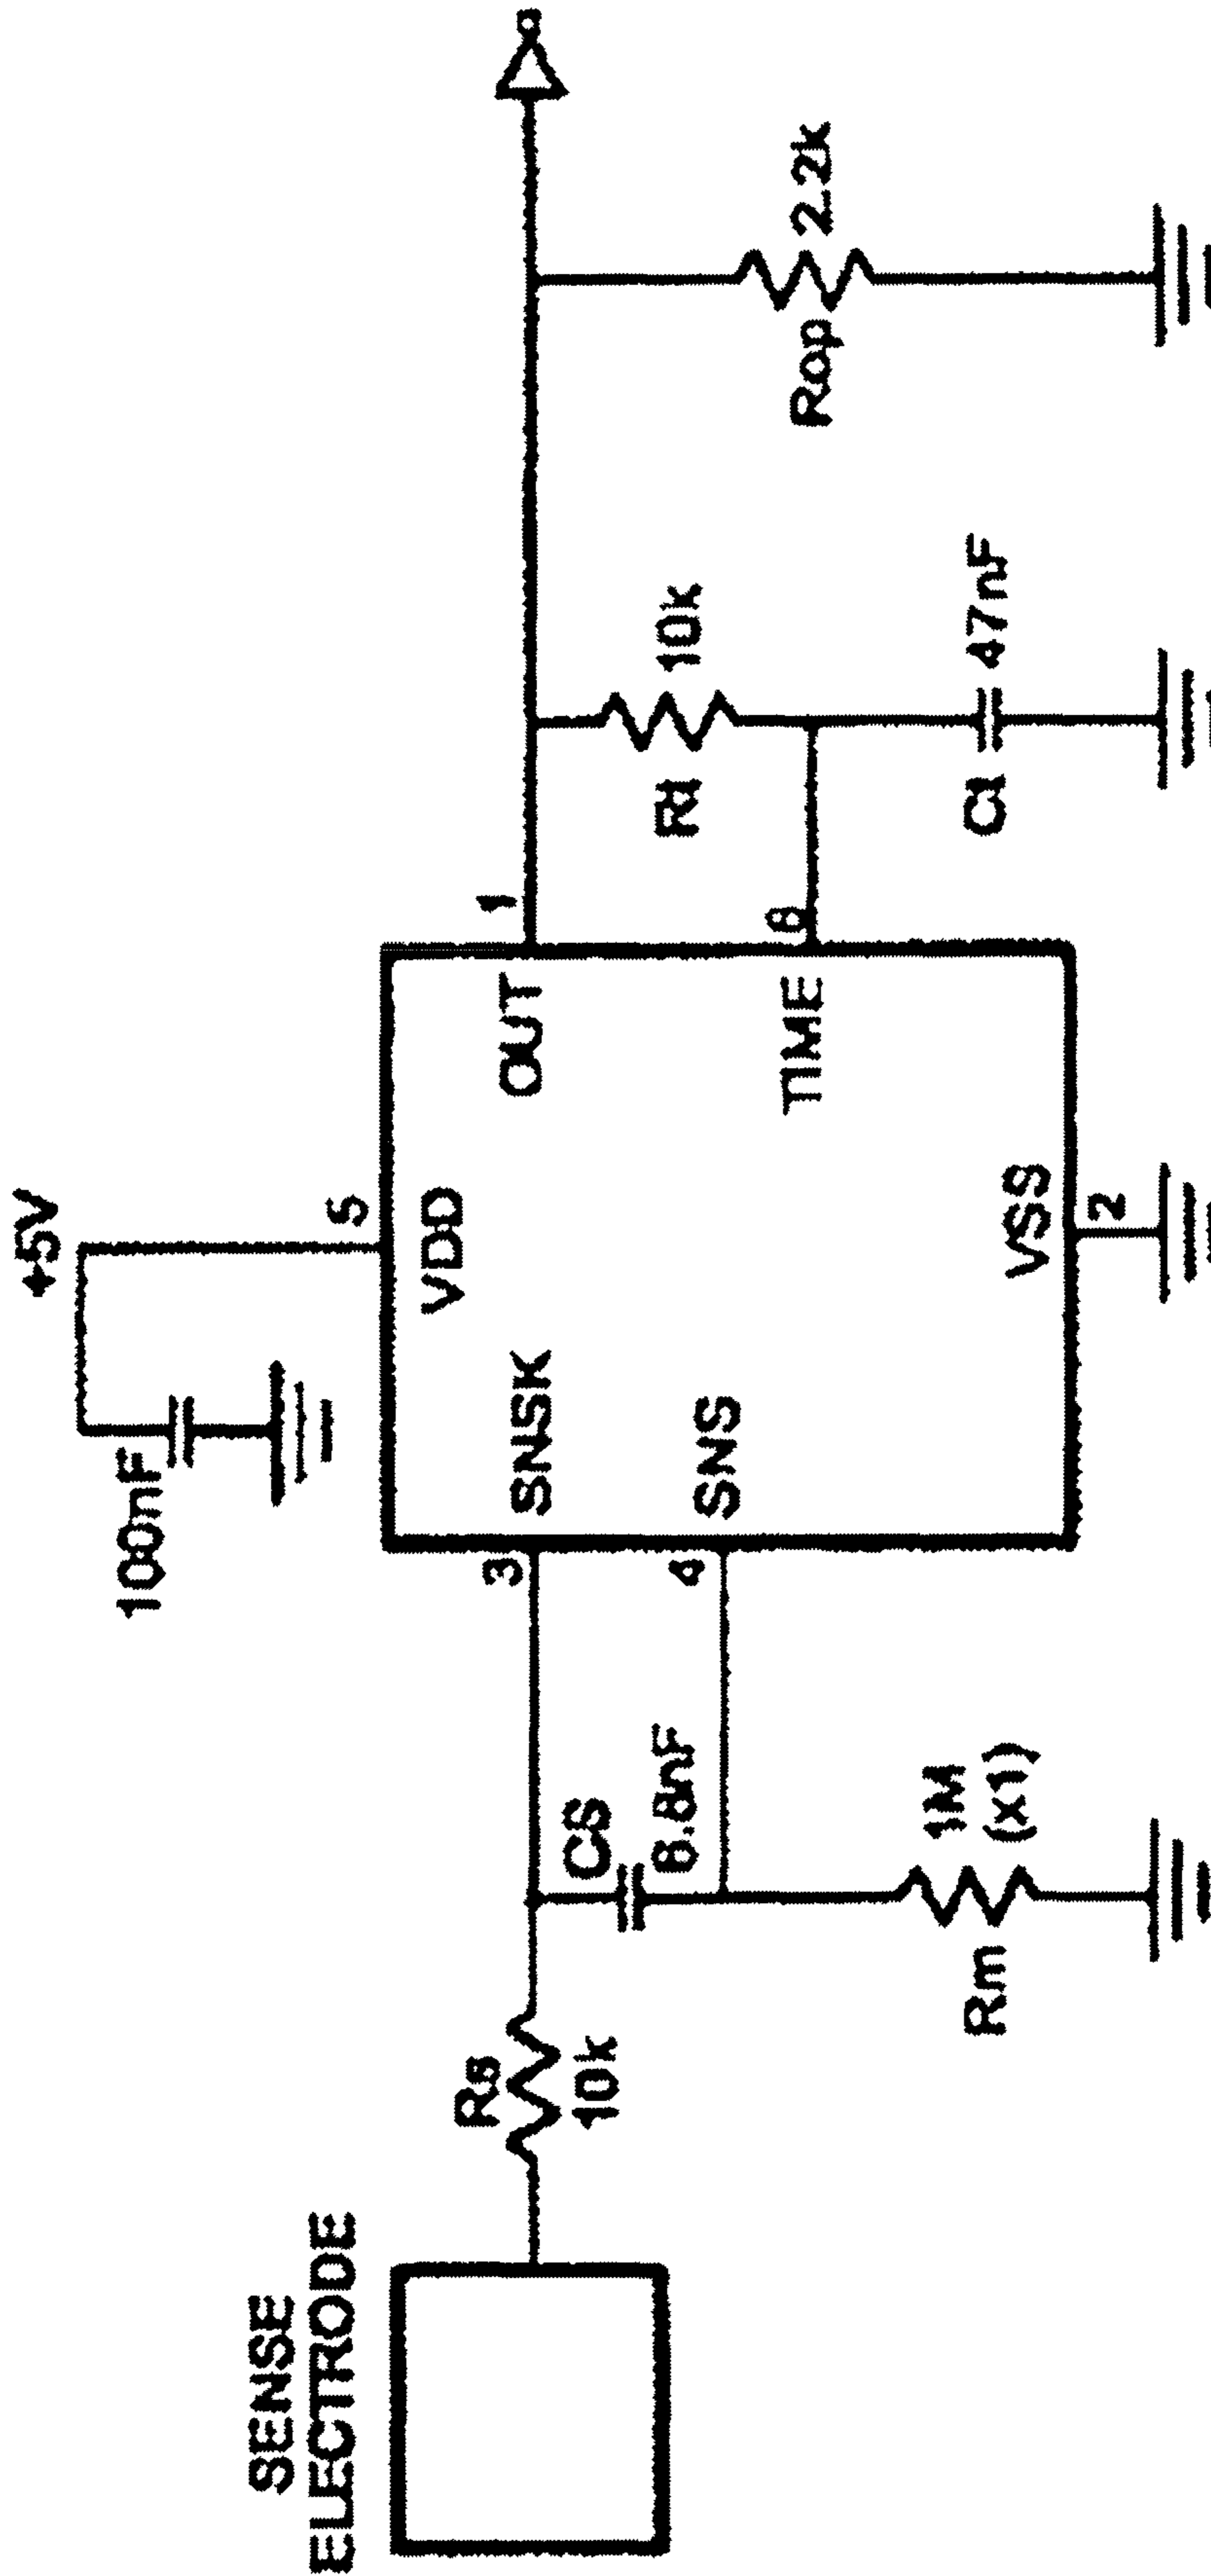 +5V
100nF
5
VDD
SENSE
ELECTRODE
Rs
10k
3
SNSK
OUT
1
CS
6.8nF
4
SNS
TIME
6
R1
10k
Rop
2.2k
Rm
1M
(x1)
VSS
2
C1
47nF